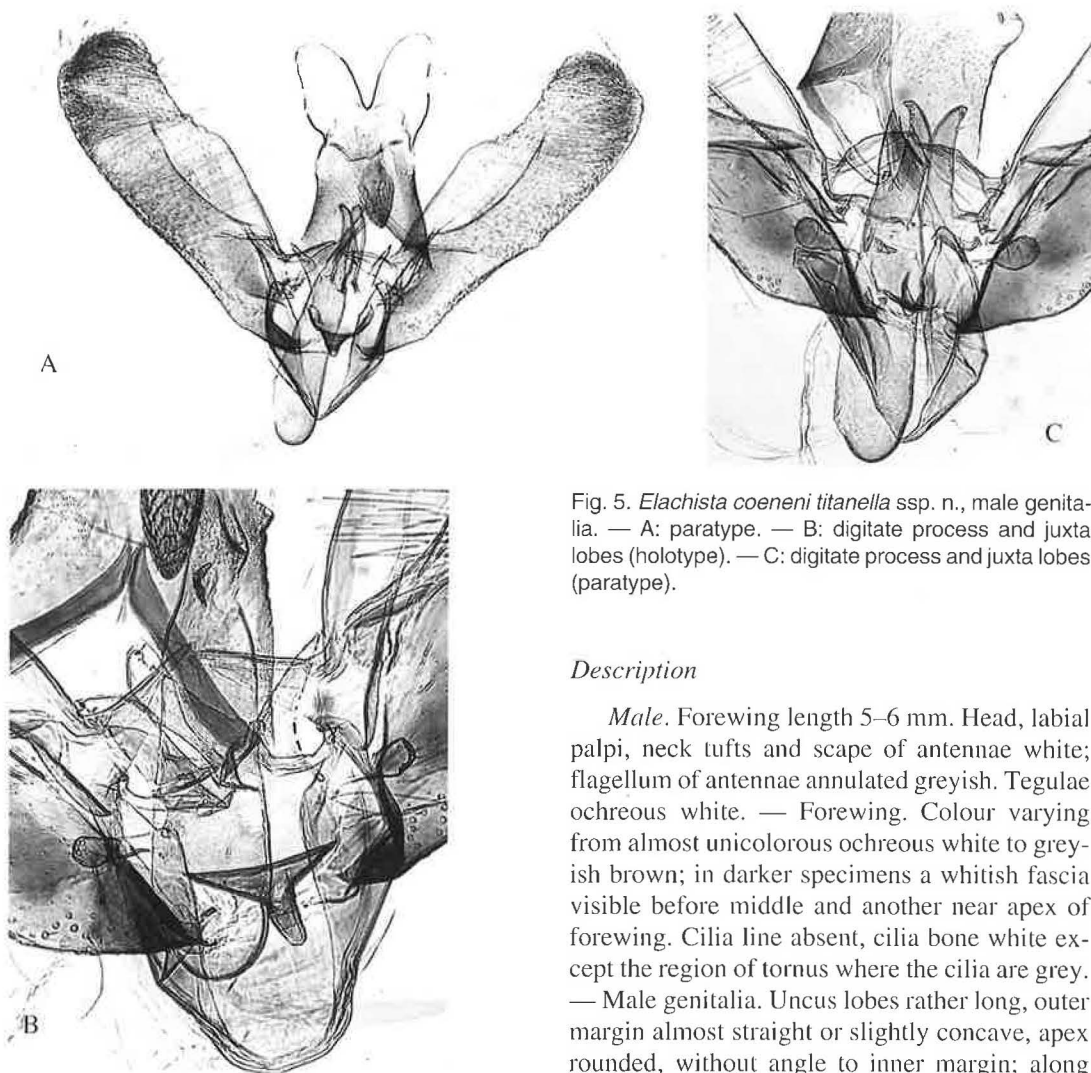 A
C
B
Fig. 5. Elachista coeneni titanella ssp. n., male genita-
lia. — A: paratype. — B: digitate process and juxta
lobes (holotype). — C: digitate process and juxta lobes
(paratype).
Description
Male. Forewing length 5–6 mm. Head, labial
palpi, neck tufts and scape of antennae white;
flagellum of antennae annulated greyish. Tegulae
ochreous white. — Forewing. Colour varying
from almost unicolorous ochreous white to grey-
ish brown; in darker specimens a whitish fascia
visible before middle and another near apex of
forewing. Cilia line absent, cilia bone white ex-
cept the region of tornus where the cilia are grey.
— Male genitalia. Uncus lobes rather long, outer
margin almost straight or slightly concave, apex
rounded, without angle to inner margin; along